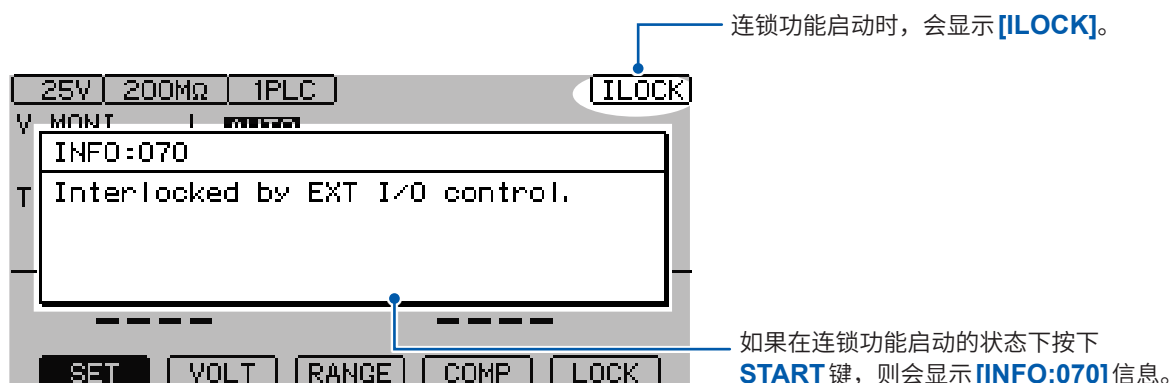 连锁功能启动时，会显示[ILOCK]。
25V 200MΩ 1PLC ILOCK
V MONI
INFO:070
T Interlocked by EXT I/O control.
如果在连锁功能启动的状态下按下
START键，则会显示[INFO:070]信息。
SET VOLT RANGE COMP LOCK